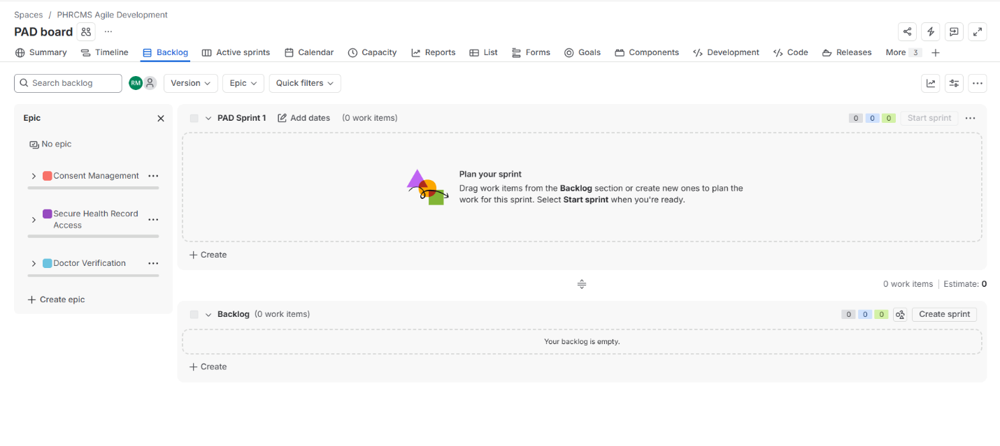 Spaces / PHRCMS Agile Development
PAD board
Summary Timeline Backlog Active sprints Calendar Capacity Reports List Forms Goals Components Development Code Releases More 3
Search backlog RM Version Epic Quick filters
Epic
No epic
Consent Management
Secure Health Record
Access
Doctor Verification
Create epic
PAD Sprint 1 Add dates (0 work items) 0 0 0 Start sprint
Plan your sprint
Drag work items from the Backlog section or create new ones to plan the
work for this sprint. Select Start sprint when you're ready.
Create
0 work items Estimate: 0
Backlog (0 work items) 0 0 0 Create sprint
Your backlog is empty.
Create